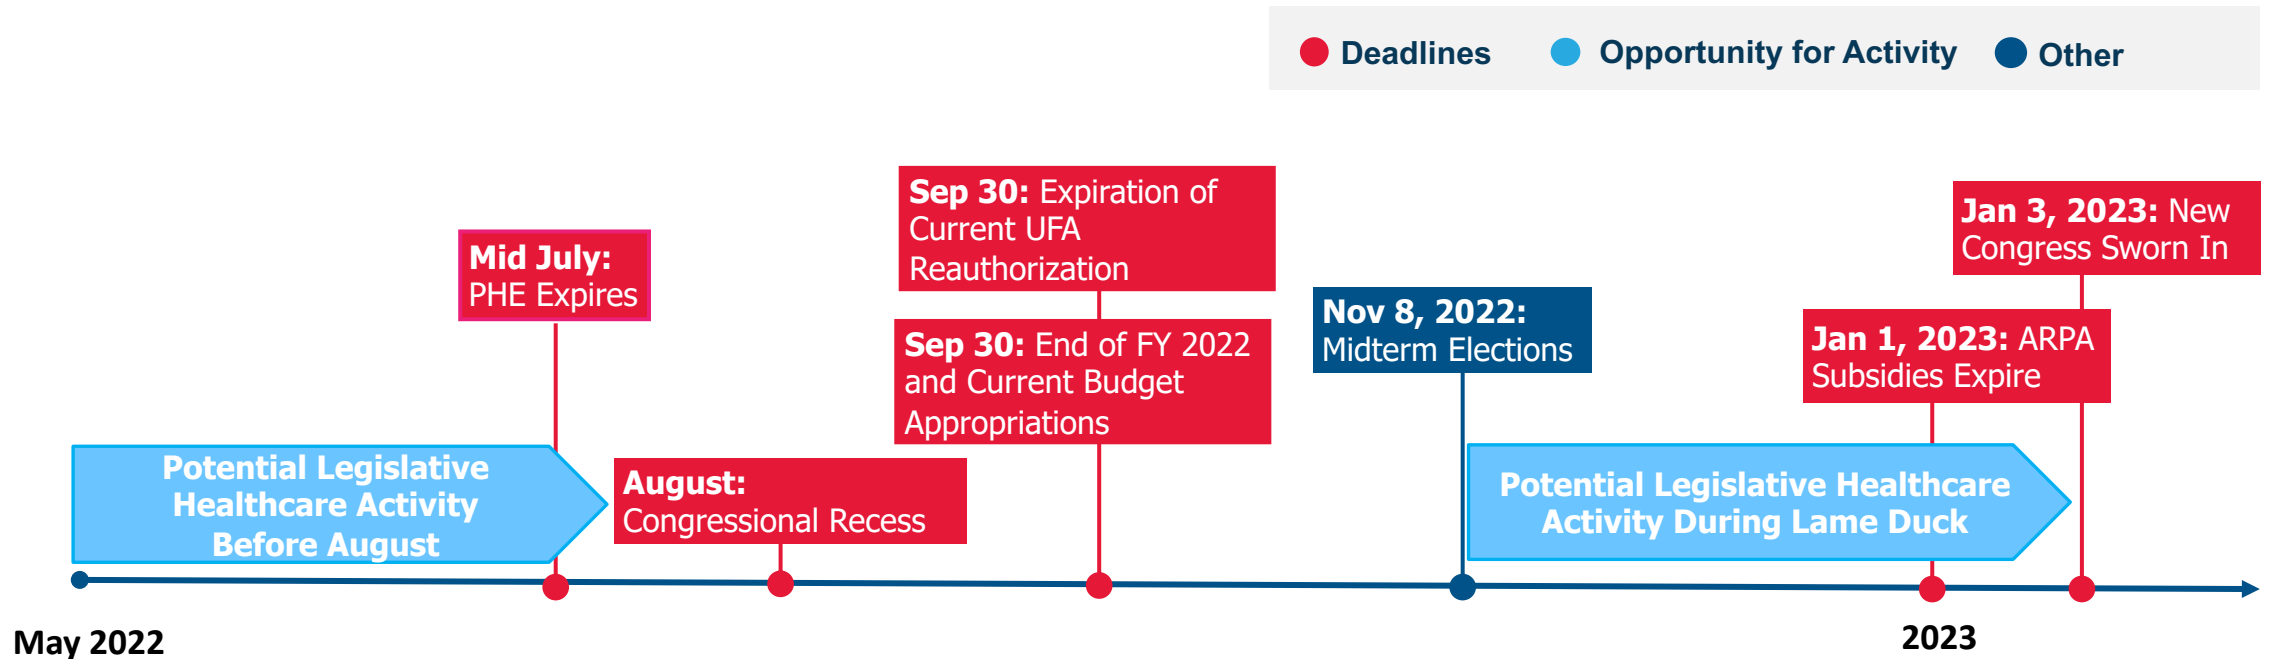 Deadlines
Opportunity for Activity
Other
Mid July:
PHE Expires
Sep 30: Expiration of
Current UFA
Reauthorization
Sep 30: End of FY 2022
and Current Budget
Appropriations
Nov 8, 2022:
Midterm Elections
Jan 3, 2023: New
Congress Sworn In
Jan 1, 2023: ARPA
Subsidies Expire
Potential Legislative
Healthcare Activity
Before August
August:
Congressional Recess
Potential Legislative Healthcare
Activity During Lame Duck
May 2022
2023